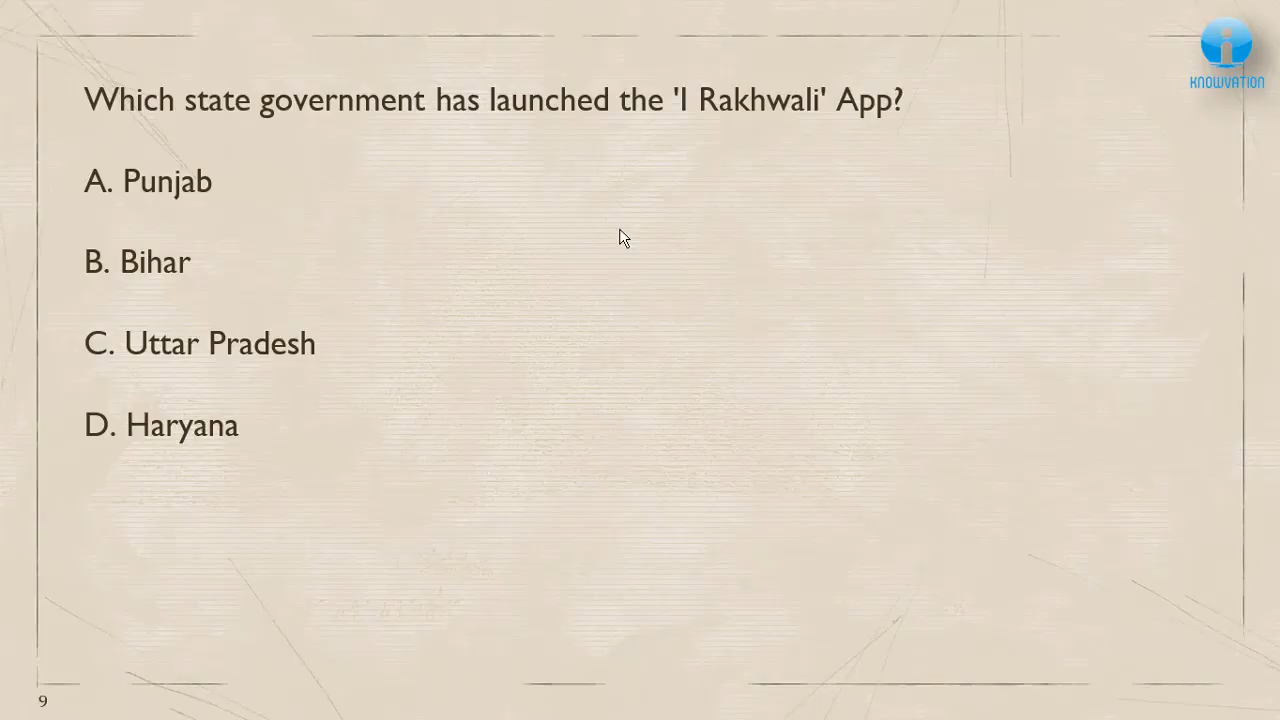 KNOWVATION
Which state government has launched the 'I Rakhwali' App?
A. Punjab
B. Bihar
C. Uttar Pradesh
D. Haryana
9